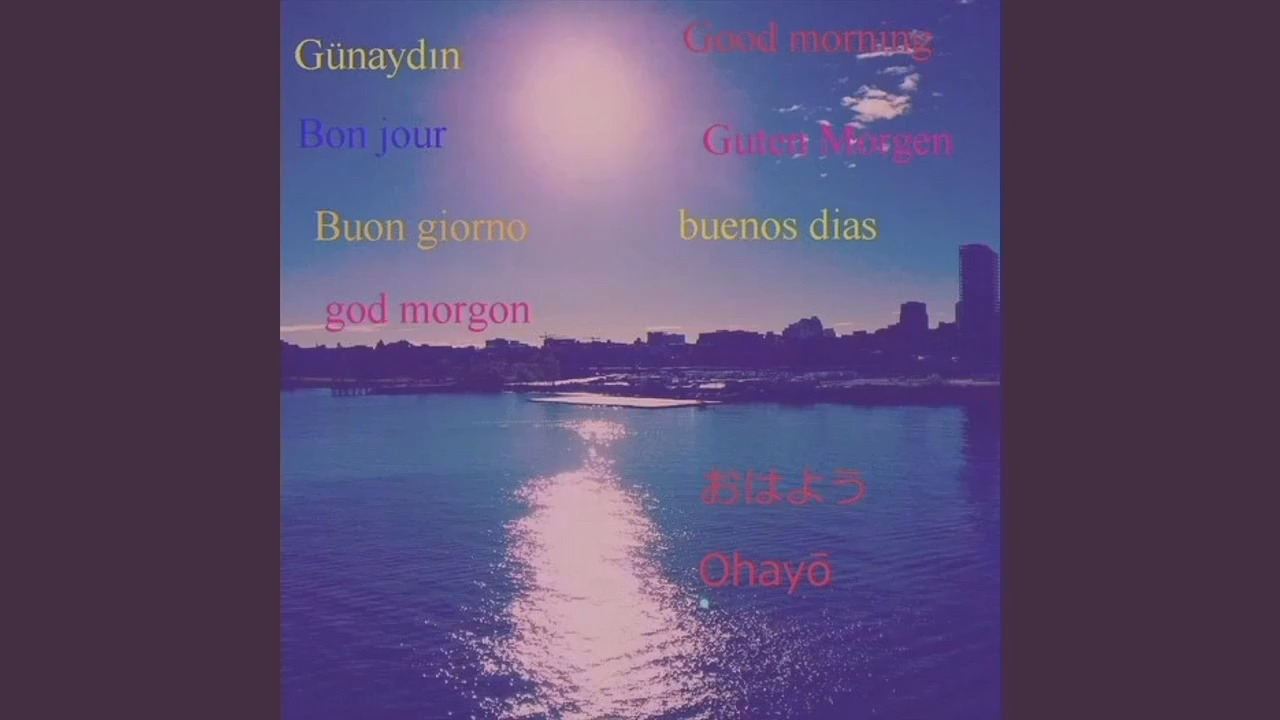 Günaydın
Good morning
Bon jour
Guten Morgen
Buon giorno
buenos dias
god morgon
おはよう
Ohayō